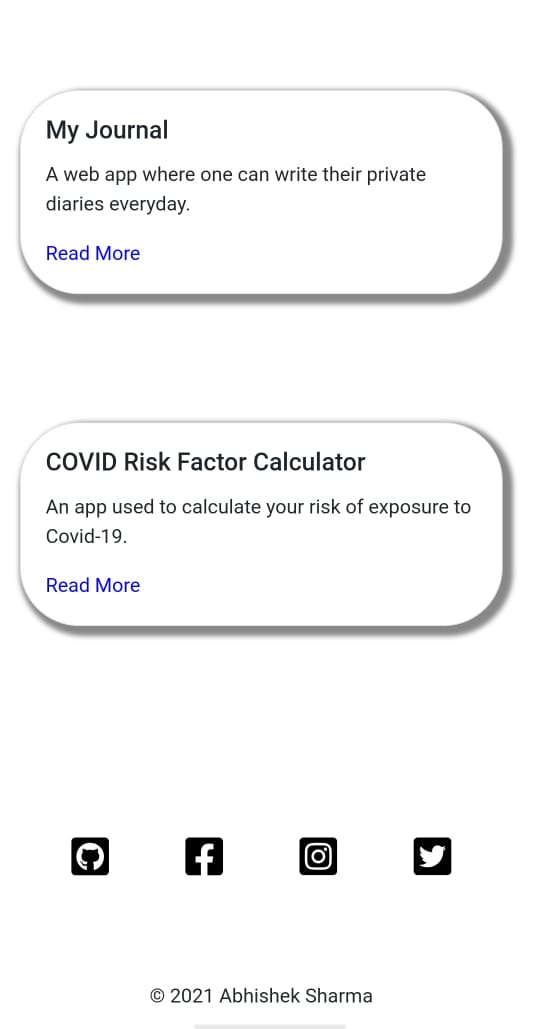 My Journal
A web app where one can write their private
diaries everyday.
Read More
COVID Risk Factor Calculator
An app used to calculate your risk of exposure to
Covid-19.
Read More
© 2021 Abhishek Sharma